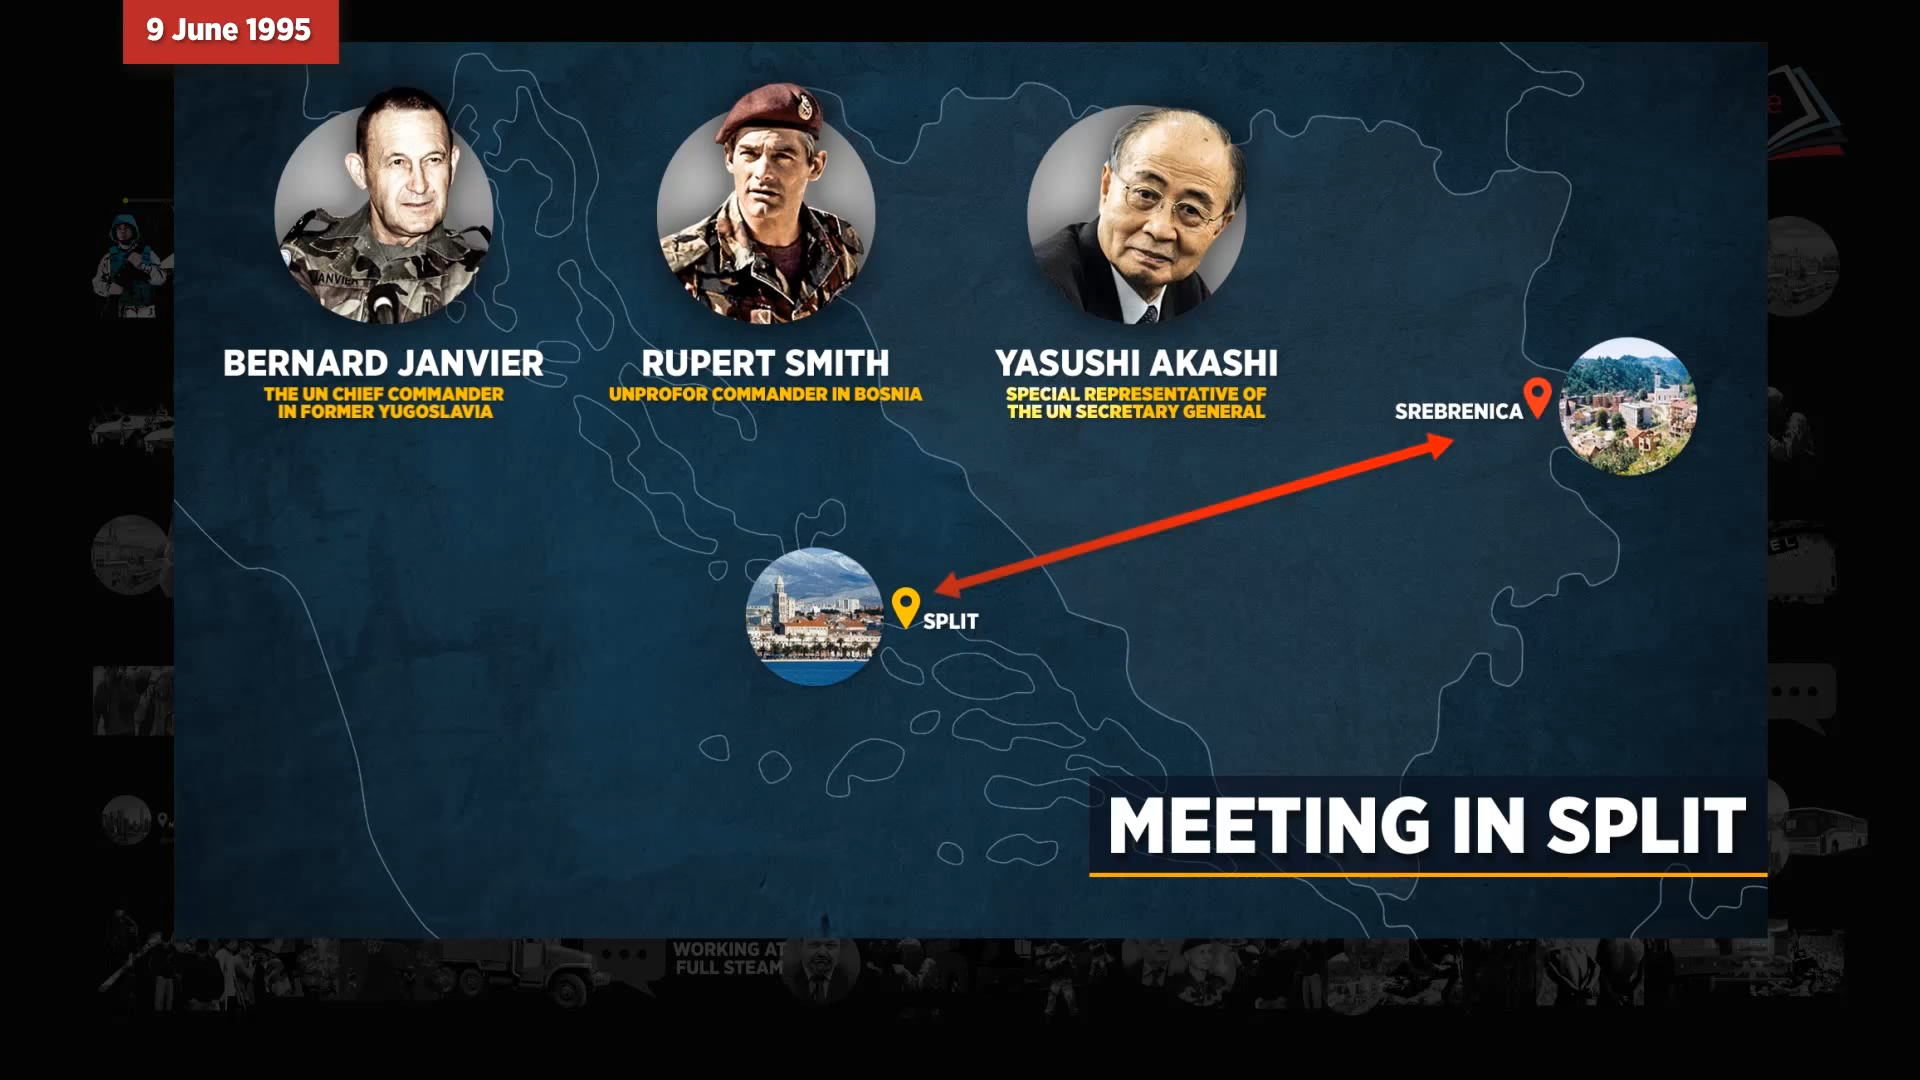 9 June 1995
BERNARD JANVIER
THE UN CHIEF COMMANDER
IN FORMER YUGOSLAVIA
RUPERT SMITH
UNPROFOR COMMANDER IN BOSNIA
YASUSHI AKASHI
SPECIAL REPRESENTATIVE OF
THE UN SECRETARY GENERAL
JANVIER
SREBRENICA
SPLIT
MEETING IN SPLIT
WORKING AT
FULL STEAM